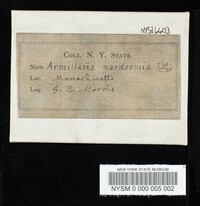 NYSf4603
COLL. N. Y. STATE.
Nom. Armillaria nardosmia Ellis
Loc. Massachusetts
Leg. G. E. Morris
NEW YORK STATE MUSEUM
NYSM 0 000 005 002